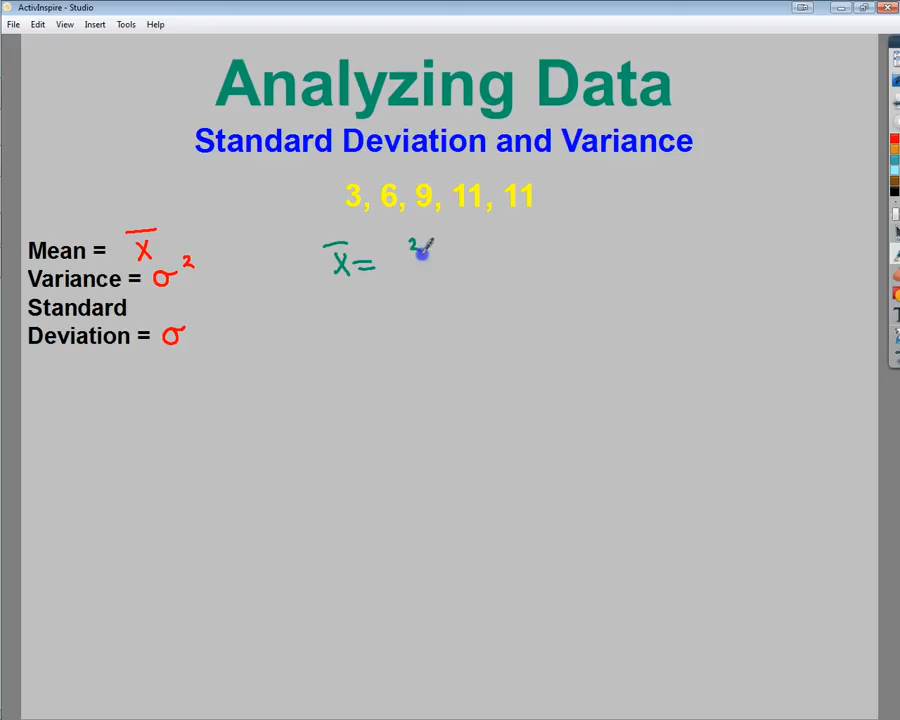 ActivInspire - Studio
File Edit View Insert Tools Help
Analyzing Data
Standard Deviation and Variance
3, 6, 9, 11, 11
Mean = x̅
Variance = σ²
Standard
Deviation = σ
x̅ = 2